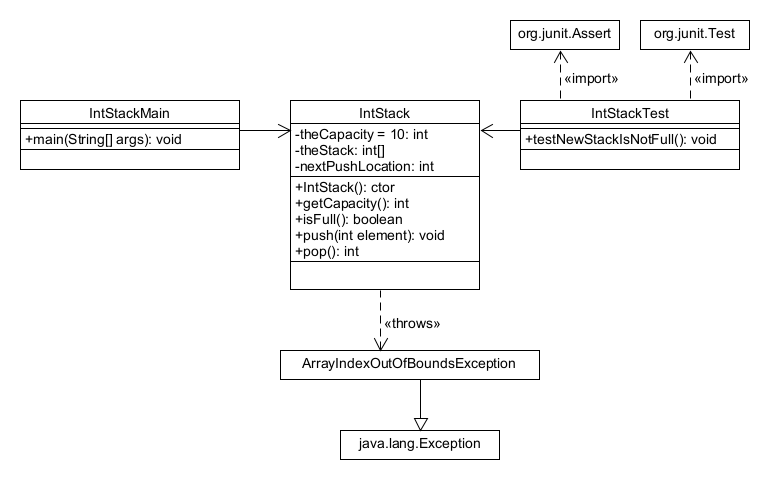 org.junit.Assert
org.junit.Test
«import»
«import»
IntStackMain
+main(String[] args): void
IntStack
-theCapacity = 10: int
-theStack: int[]
-nextPushLocation: int
+IntStack(): ctor
+getCapacity(): int
+isFull(): boolean
+push(int element): void
+pop(): int
IntStackTest
+testNewStackIsNotFull(): void
«throws»
ArrayIndexOutOfBoundsException
java.lang.Exception